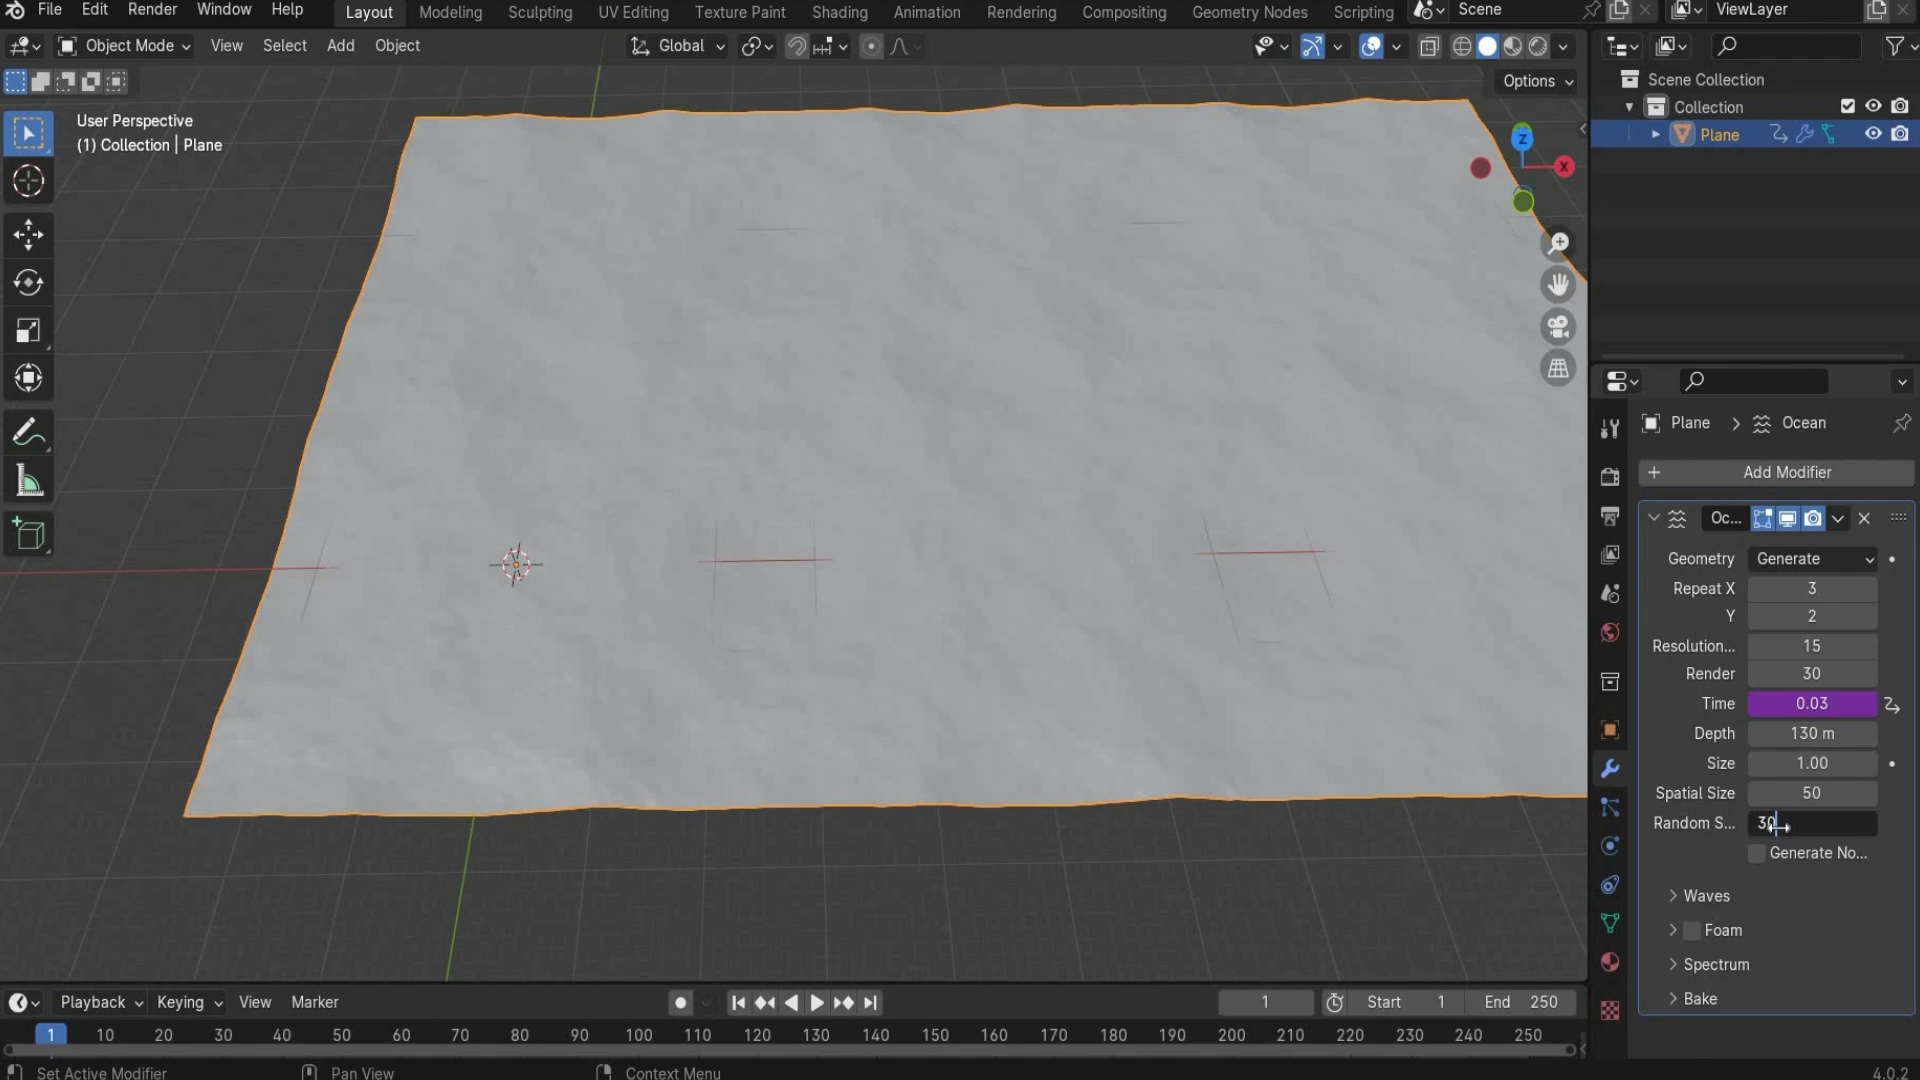 File Edit Render Window Help Layout Modeling Sculpting UV Editing Texture Paint Shading Animation Rendering Compositing Geometry Nodes Scripting Scene ViewLayer
Object Mode View Select Add Object Global
Options
User Perspective
(1) Collection | Plane
Z
X
Scene Collection
Collection
Plane
Plane > Ocean
Add Modifier
Oc...
Geometry Generate
Repeat X 3
Y 2
Resolution... 15
Render 30
Time 0.03
Depth 130 m
Size 1.00
Spatial Size 50
Random S... 30
Generate No...
Waves
Foam
Spectrum
Bake
Playback Keying View Marker 1 Start 1 End 250
1 10 20 30 40 50 60 70 80 90 100 110 120 130 140 150 160 170 180 190 200 210 220 230 240 250
Set Active Modifier Pan View Context Menu 4.0.2